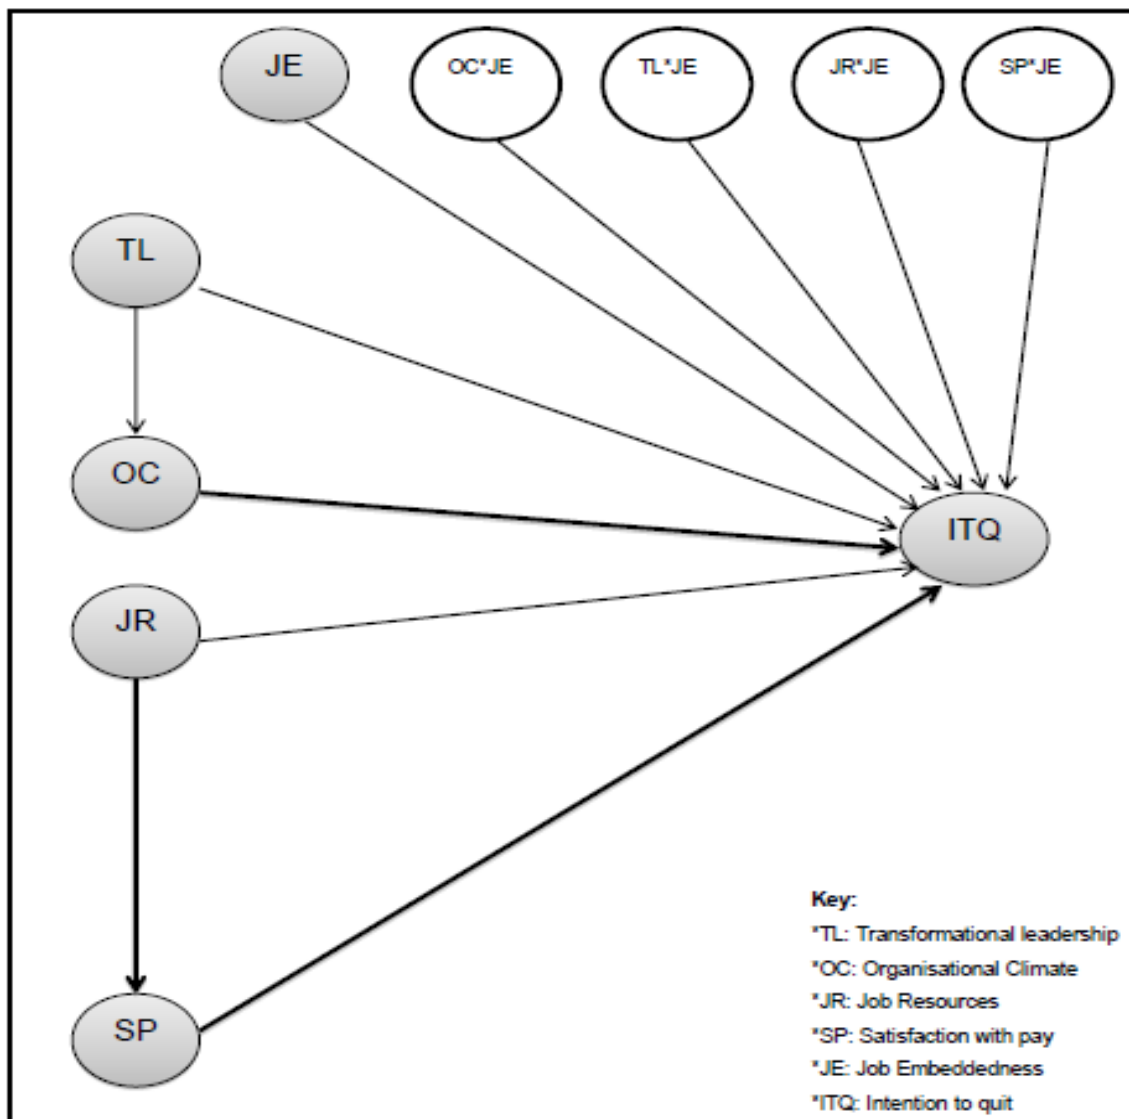 JE
OC*JE
TL*JE
JR*JE
SP*JE
TL
OC
ITQ
JR
SP
Key:
*TL: Transformational leadership
*OC: Organisational Climate
*JR: Job Resources
*SP: Satisfaction with pay
*JE: Job Embeddedness
*ITQ: Intention to quit